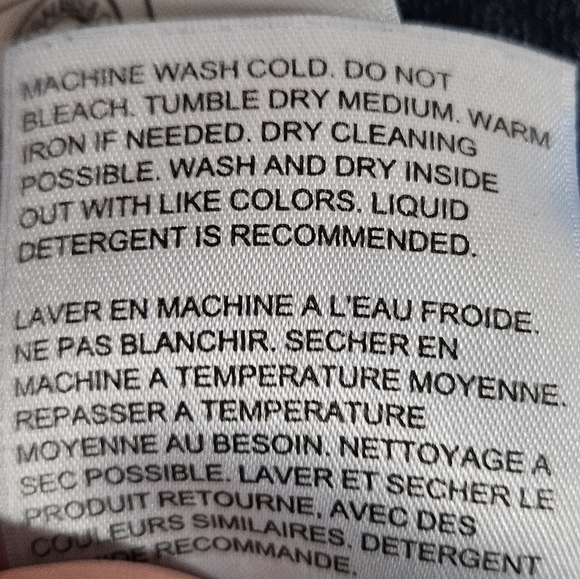 MACHINE WASH COLD. DO NOT
BLEACH. TUMBLE DRY MEDIUM. WARM
IRON IF NEEDED. DRY CLEANING
POSSIBLE. WASH AND DRY INSIDE
OUT WITH LIKE COLORS. LIQUID
DETERGENT IS RECOMMENDED.
LAVER EN MACHINE A L'EAU FROIDE.
NE PAS BLANCHIR. SECHER EN
MACHINE A TEMPERATURE MOYENNE.
REPASSER A TEMPERATURE
MOYENNE AU BESOIN. NETTOYAGE A
SEC POSSIBLE. LAVER ET SECHER LE
PRODUIT RETOURNE, AVEC DES
COULEURS SIMILAIRES. DETERGENT
RECOMMANDE.